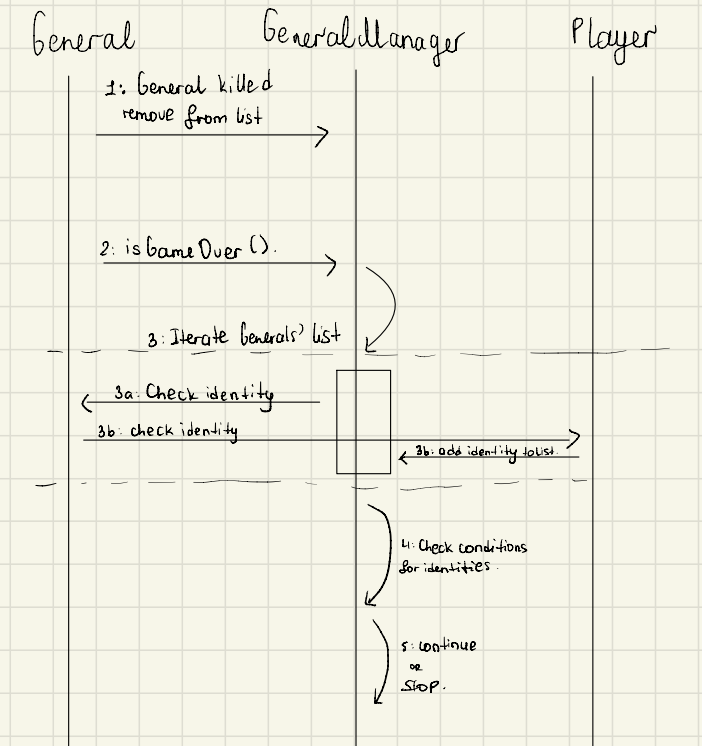 General
GeneralManager
Player
1: General killed
remove from list
2: isGameOver().
3: Iterate Generals' list
3a: Check identity
3b: check identity
3b: add identity to list.
4: Check conditions
for identities.
5: continue
OR
STOP.